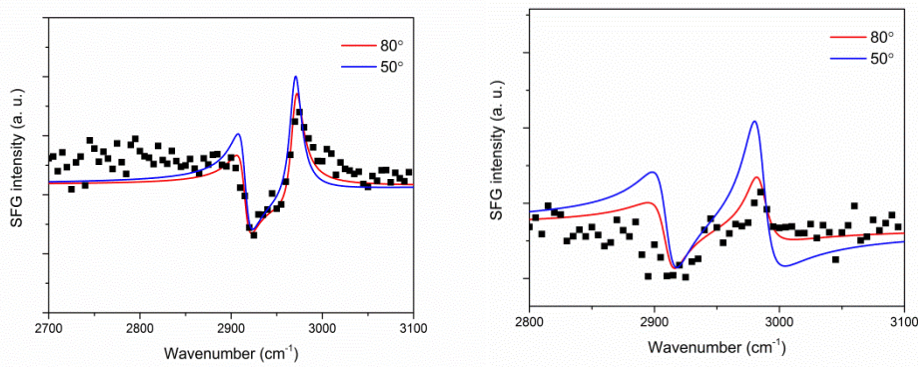 80°
50°
SFG intensity (a. u.)
2700 2800 2900 3000 3100
Wavenumber (cm⁻¹)
80°
50°
SFG intensity (a. u.)
2800 2900 3000 3100
Wavenumber (cm⁻¹)